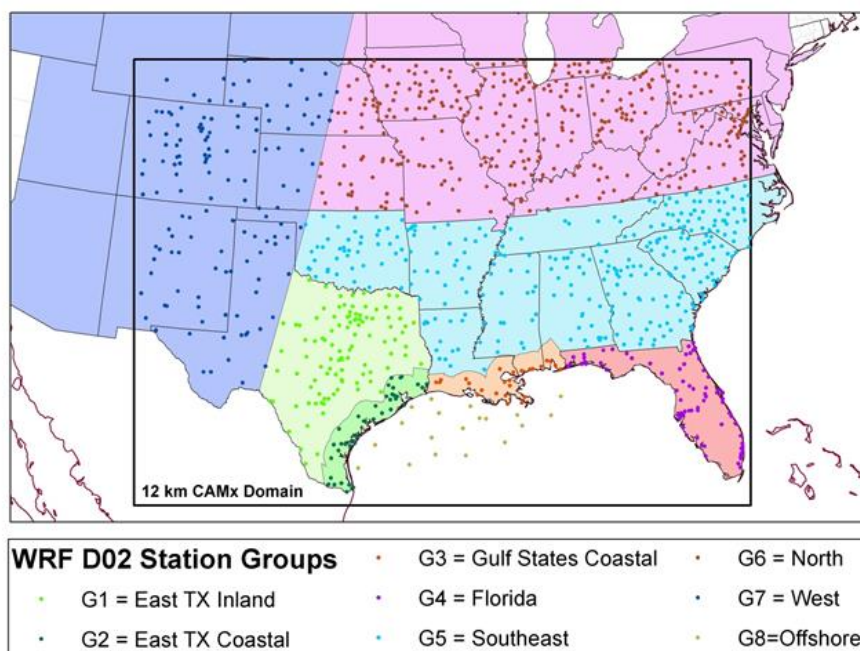 12 km CAMx Domain
WRF D02 Station Groups
G1 = East TX Inland
G2 = East TX Coastal
G3 = Gulf States Coastal
G4 = Florida
G5 = Southeast
G6 = North
G7 = West
G8=Offshore